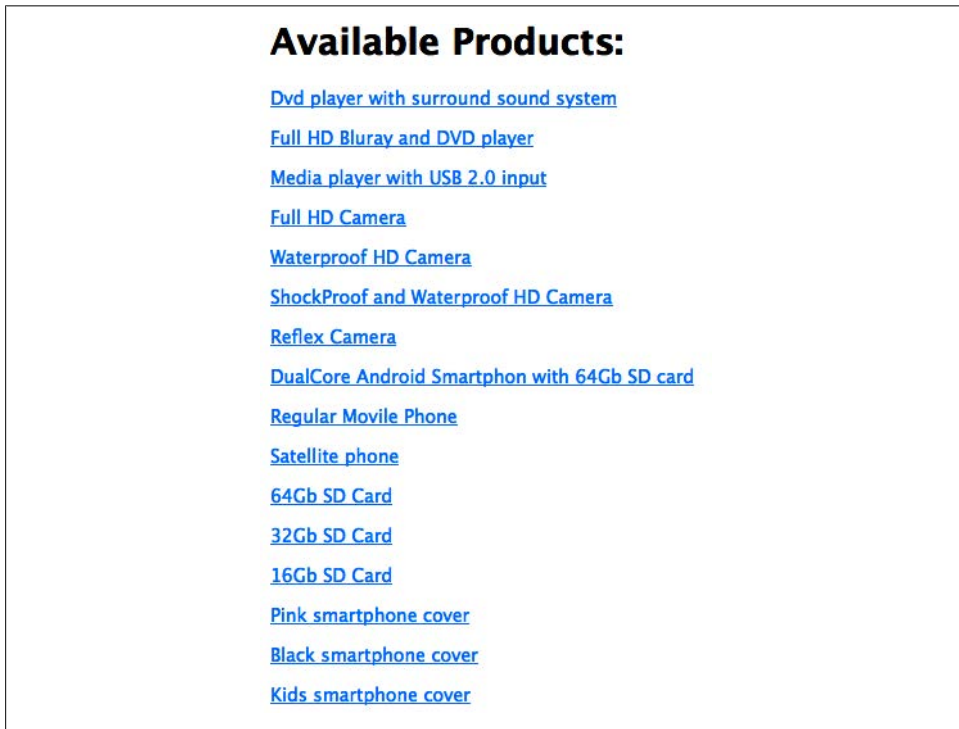 Available Products:
Dvd player with surround sound system
Full HD Bluray and DVD player
Media player with USB 2.0 input
Full HD Camera
Waterproof HD Camera
ShockProof and Waterproof HD Camera
Reflex Camera
DualCore Android Smartphon with 64Gb SD card
Regular Movile Phone
Satellite phone
64Gb SD Card
32Gb SD Card
16Gb SD Card
Pink smartphone cover
Black smartphone cover
Kids smartphone cover